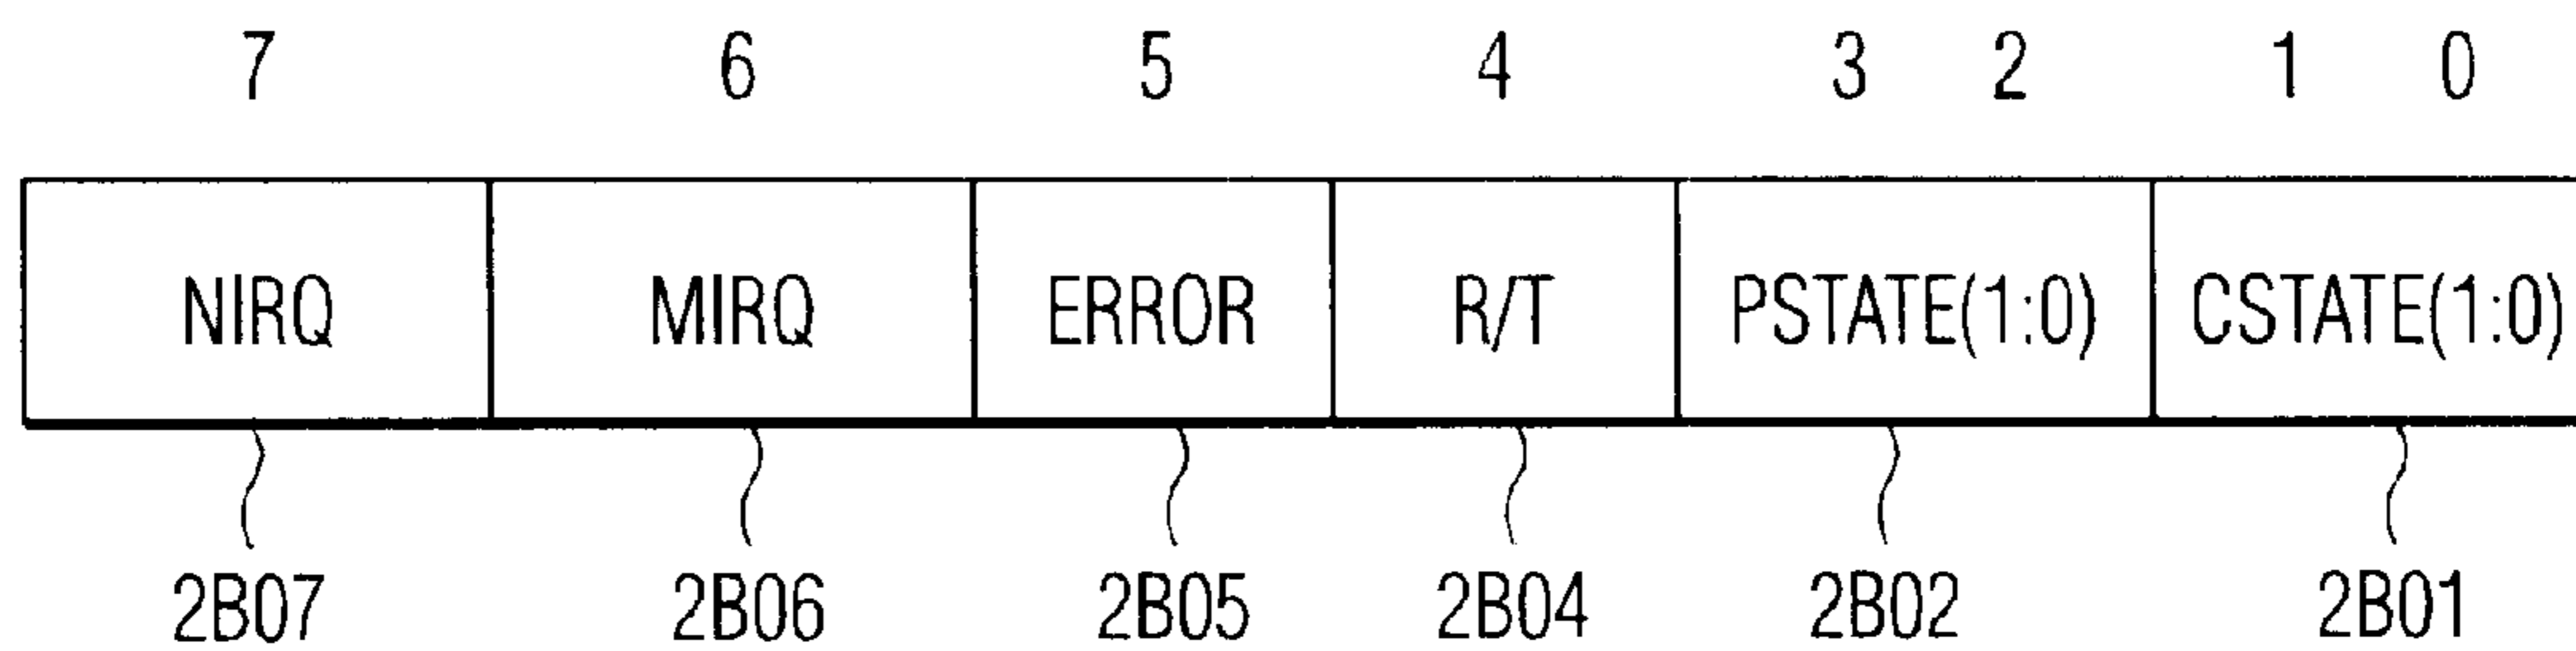 7 6 5 4 3 2 1 0
NIRQ MIRQ ERROR R/T PSTATE(1:0) CSTATE(1:0)
2B07 2B06 2B05 2B04 2B02 2B01